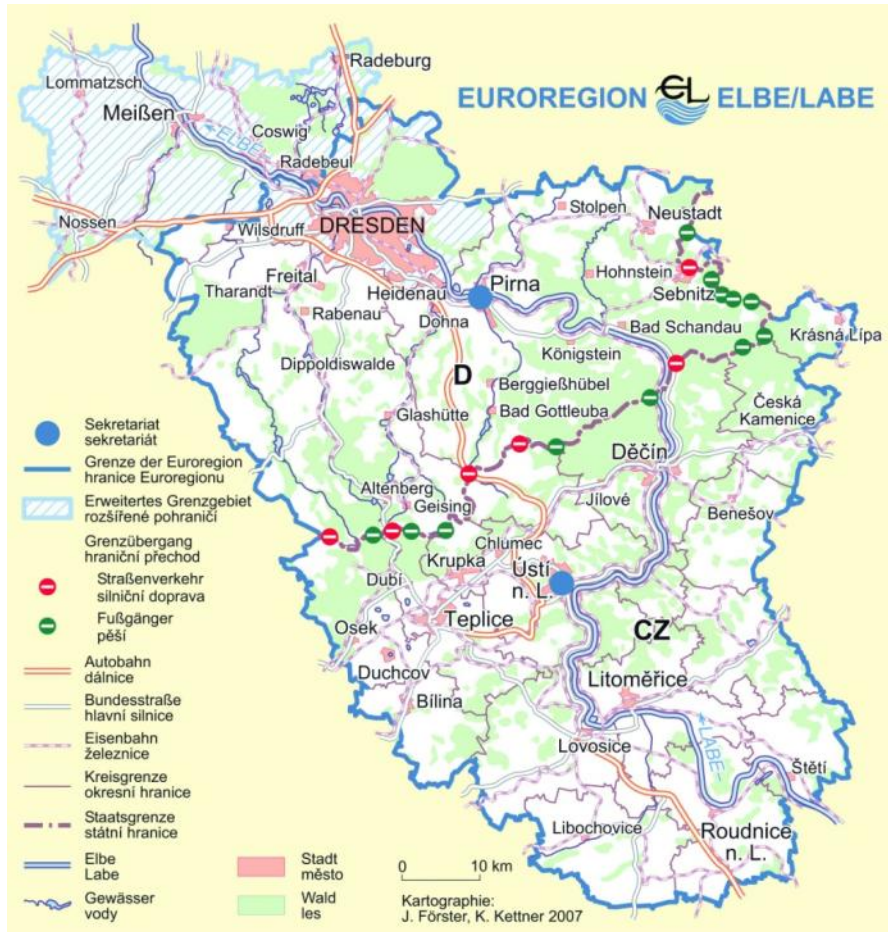 EUROREGION EL ELBE/LABE
Radeburg
Lommatzsch
Meißen
Coswig
ELBE
Radebeul
Stolpen
Neustadt
Nossen
Wilsdruff
DRESDEN
Hohnstein
Freital
Pirna
Sebnitz
Tharandt
Heidenau
Rabenau
Dohna
Bad Schandau
Krásná Lípa
Königstein
Dippoldiswalde
D
Berggießhübel
Česká
Kamenice
Glashütte
Bad Gottleuba
Děčín
Altenberg
Jílové
Geising
Benešov
Chlumec
Krupka
Ústí
n. L.
Dubí
Teplice
CZ
Osek
Duchcov
Litoměřice
Bílina
LABE
Lovosice
Štětí
Libochovice
Roudnice
n. L.
Sekretariat
sekretariát
Grenze der Euroregion
hranice Euroregionu
Erweitertes Grenzgebiet
rozšířené pohraničí
Grenzübergang
hraniční přechod
Straßenverkehr
silniční doprava
Fußgänger
pěší
Autobahn
dálnice
Bundesstraße
hlavní silnice
Eisenbahn
železnice
Kreisgrenze
okresní hranice
Staatsgrenze
státní hranice
Elbe
Labe
Gewässer
vody
Stadt
město
Wald
les
0 10 km
Kartographie:
J. Förster, K. Kettner 2007